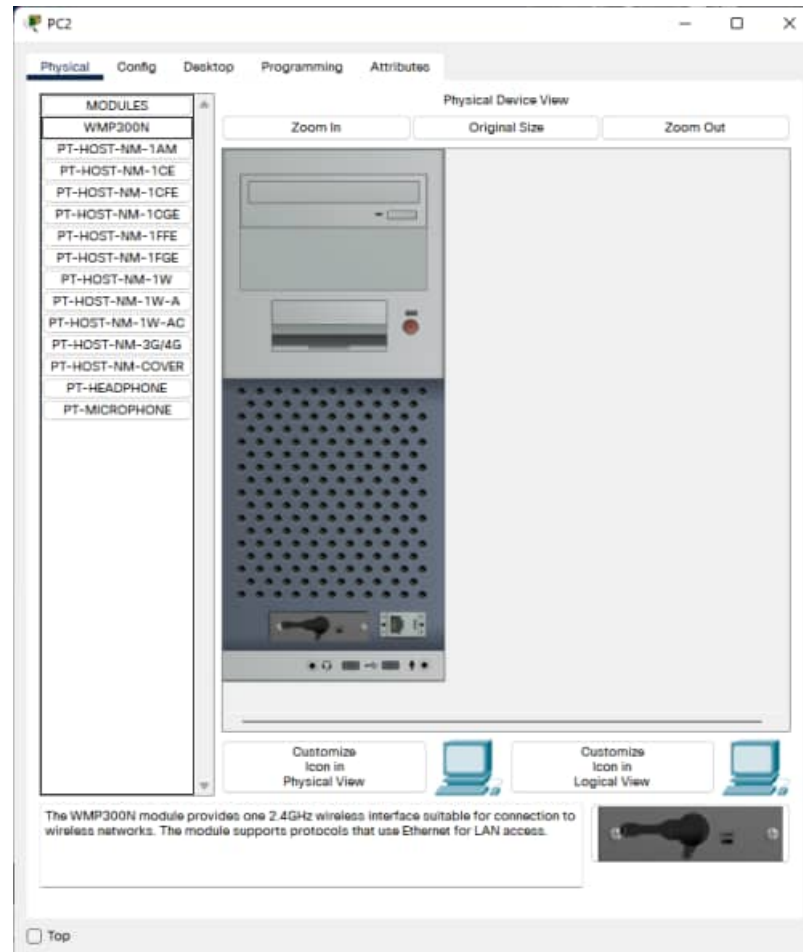 PC2
Physical Config Desktop Programming Attributes
MODULES
WMP300N
PT-HOST-NM-1AM
PT-HOST-NM-1CE
PT-HOST-NM-1CFE
PT-HOST-NM-1CGE
PT-HOST-NM-1FFE
PT-HOST-NM-1FGE
PT-HOST-NM-1W
PT-HOST-NM-1W-A
PT-HOST-NM-1W-AC
PT-HOST-NM-3G/4G
PT-HOST-NM-COVER
PT-HEADPHONE
PT-MICROPHONE
Physical Device View
Zoom In Original Size Zoom Out
Customize
Icon in
Physical View
Customize
Icon in
Logical View
The WMP300N module provides one 2.4GHz wireless interface suitable for connection to
wireless networks. The module supports protocols that use Ethernet for LAN access.
Top